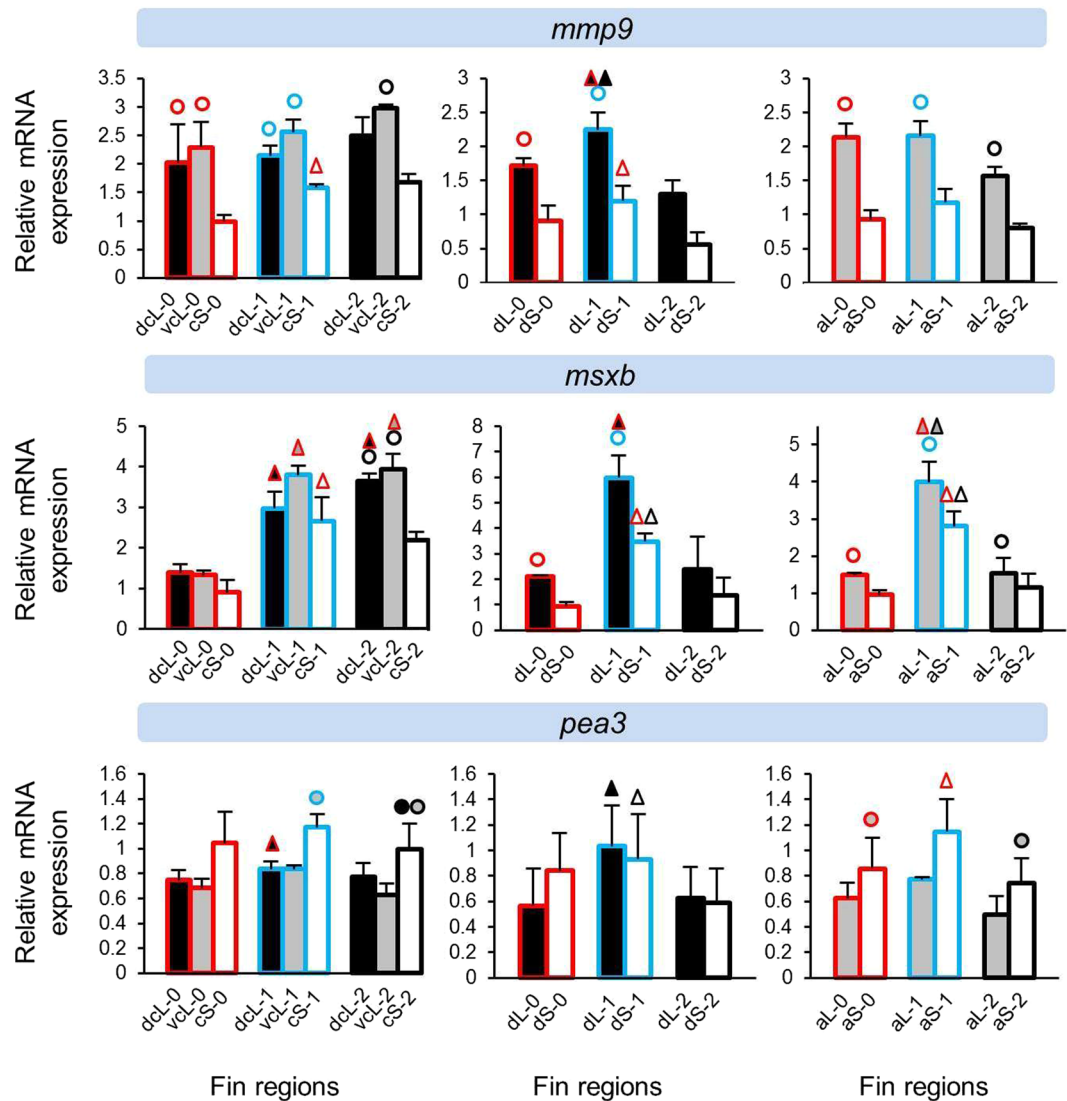 mmp9
Relative mRNA
expression
3.5
3
2.5
2
1.5
1
0.5
0
dcL-0
vcL-0
cS-0
dcL-1
vcL-1
cS-1
dcL-2
vcL-2
cS-2
3
2.5
2
1.5
1
0.5
0
dL-0
dS-0
dL-1
dS-1
dL-2
dS-2
3
2.5
2
1.5
1
0.5
0
aL-0
aS-0
aL-1
aS-1
aL-2
aS-2
msxb
Relative mRNA
expression
5
4
3
2
1
0
dcL-0
vcL-0
cS-0
dcL-1
vcL-1
cS-1
dcL-2
vcL-2
cS-2
8
7
6
5
4
3
2
1
0
dL-0
dS-0
dL-1
dS-1
dL-2
dS-2
5
4
3
2
1
0
aL-0
aS-0
aL-1
aS-1
aL-2
aS-2
pea3
Relative mRNA
expression
1.6
1.4
1.2
1
0.8
0.6
0.4
0.2
0
dcL-0
vcL-0
cS-0
dcL-1
vcL-1
cS-1
dcL-2
vcL-2
cS-2
1.6
1.4
1.2
1
0.8
0.6
0.4
0.2
0
dL-0
dS-0
dL-1
dS-1
dL-2
dS-2
1.6
1.4
1.2
1
0.8
0.6
0.4
0.2
0
aL-0
aS-0
aL-1
aS-1
aL-2
aS-2
Fin regions
Fin regions
Fin regions